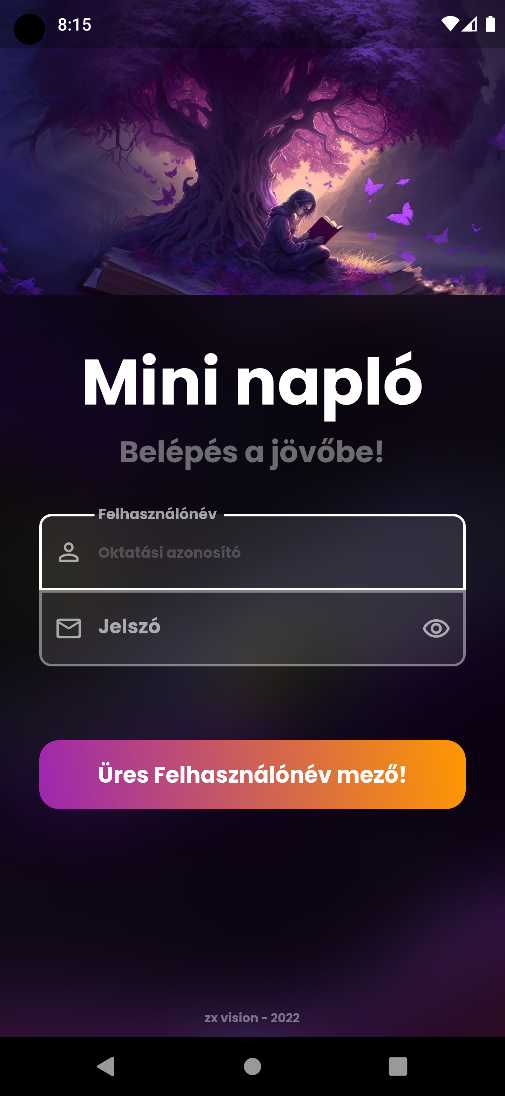 8:15
Mini napló
Belépés a jövőbe!
Felhasználónév
Oktatási azonosító
Jelszó
Üres Felhasználónév mező!
zx vision - 2022